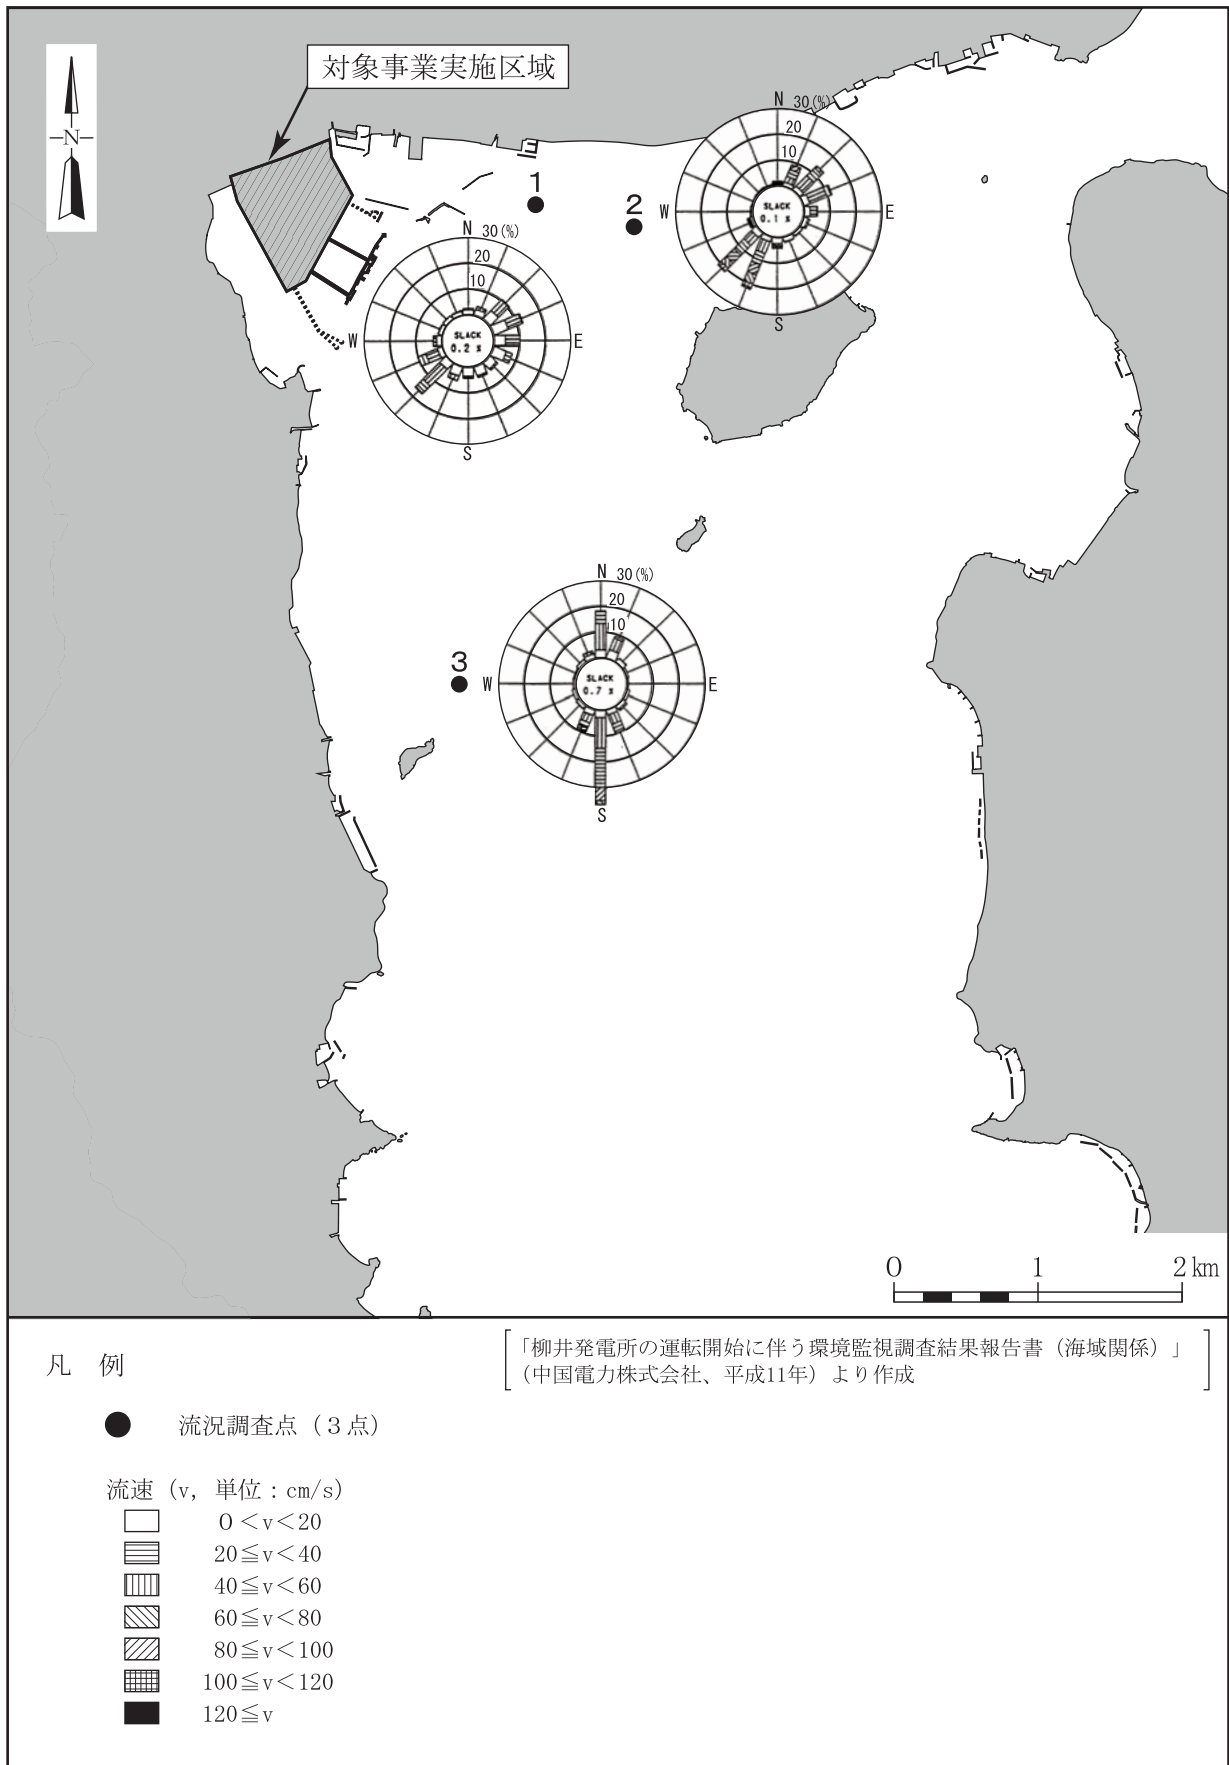 対象事業実施区域
N
1
2
N 30(%)
20
10
W
E
S
SLACK
0.1 %
N 30(%)
20
10
W
E
S
SLACK
0.2 %
3
N 30(%)
20
10
W
E
S
SLACK
0.7 %
0 1 2km
凡 例
「柳井発電所の運転開始に伴う環境監視調査結果報告書（海域関係）」
（中国電力株式会社、平成11年）より作成
● 流況調査点（３点）
流速（v, 単位：cm/s）
0＜v＜20
20≦v＜40
40≦v＜60
60≦v＜80
80≦v＜100
100≦v＜120
120≦v